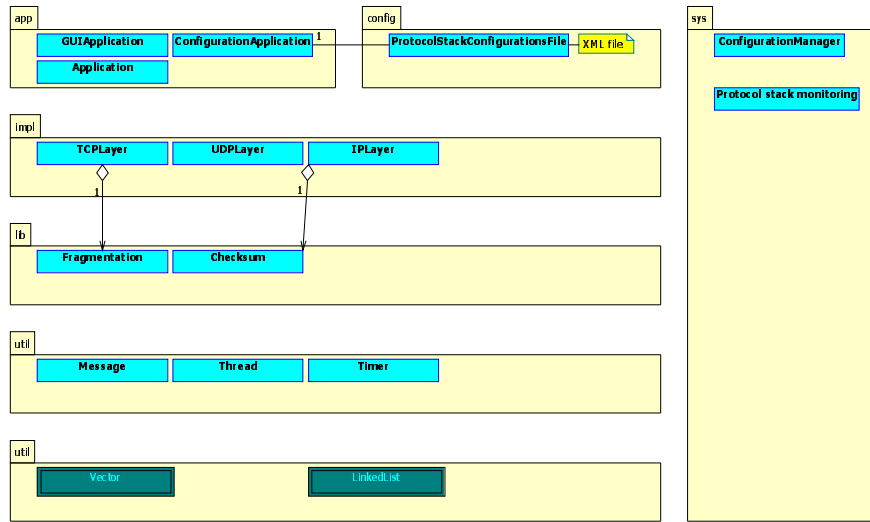 app
config
sys
GUIApplication
ConfigurationApplication
1
ProtocolStackConfigurationsFile
XML file
ConfigurationManager
Application
Protocol stack monitoring
impl
TCPLayer
UDPLayer
IPLayer
1
1
lib
Fragmentation
Checksum
util
Message
Thread
Timer
util
Vector
LinkedList